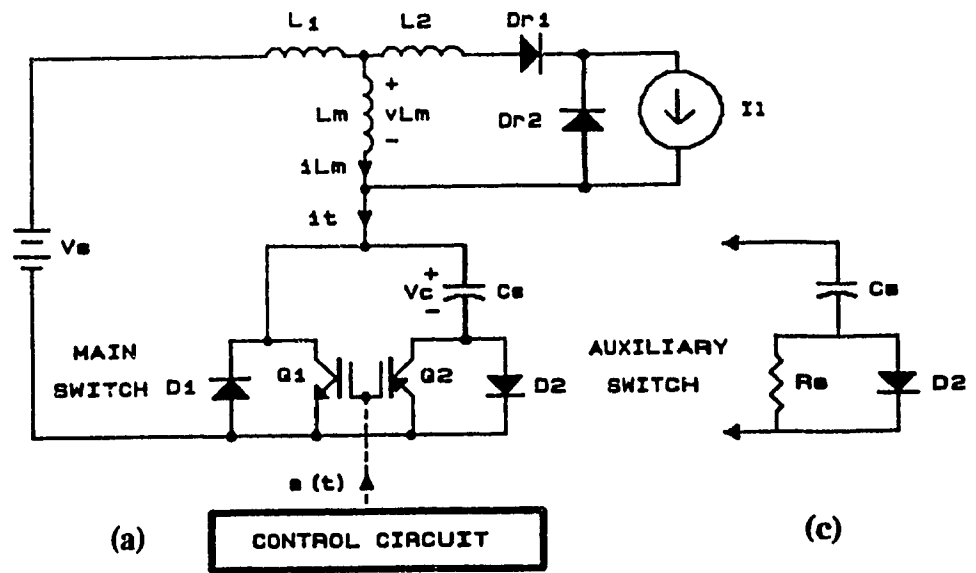 L1
L2
Dr1
+
Lm
vLm
-
Dr2
Il
iLm
it
Vs
+
Vc
-
Cs
MAIN
SWITCH
D1
Q1
Q2
D2
AUXILIARY
SWITCH
Cs
Rs
D2
s(t)
(a)
CONTROL CIRCUIT
(c)